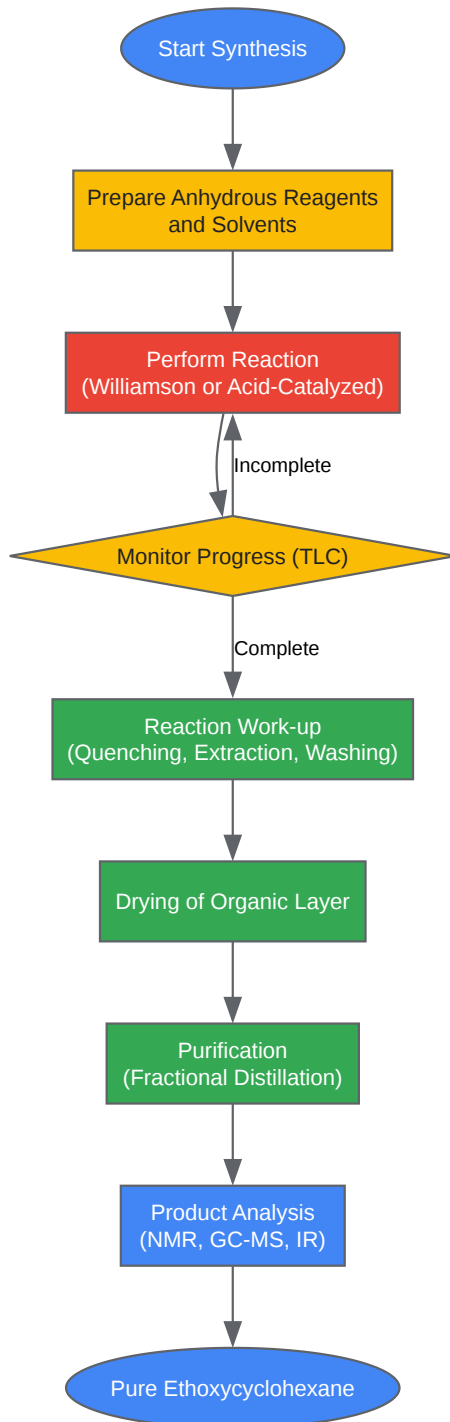 Start Synthesis
Prepare Anhydrous Reagents
and Solvents
Perform Reaction
(Williamson or Acid-Catalyzed)
Incomplete
Monitor Progress (TLC)
Complete
Reaction Work-up
(Quenching, Extraction, Washing)
Drying of Organic Layer
Purification
(Fractional Distillation)
Product Analysis
(NMR, GC-MS, IR)
Pure Ethoxycyclohexane